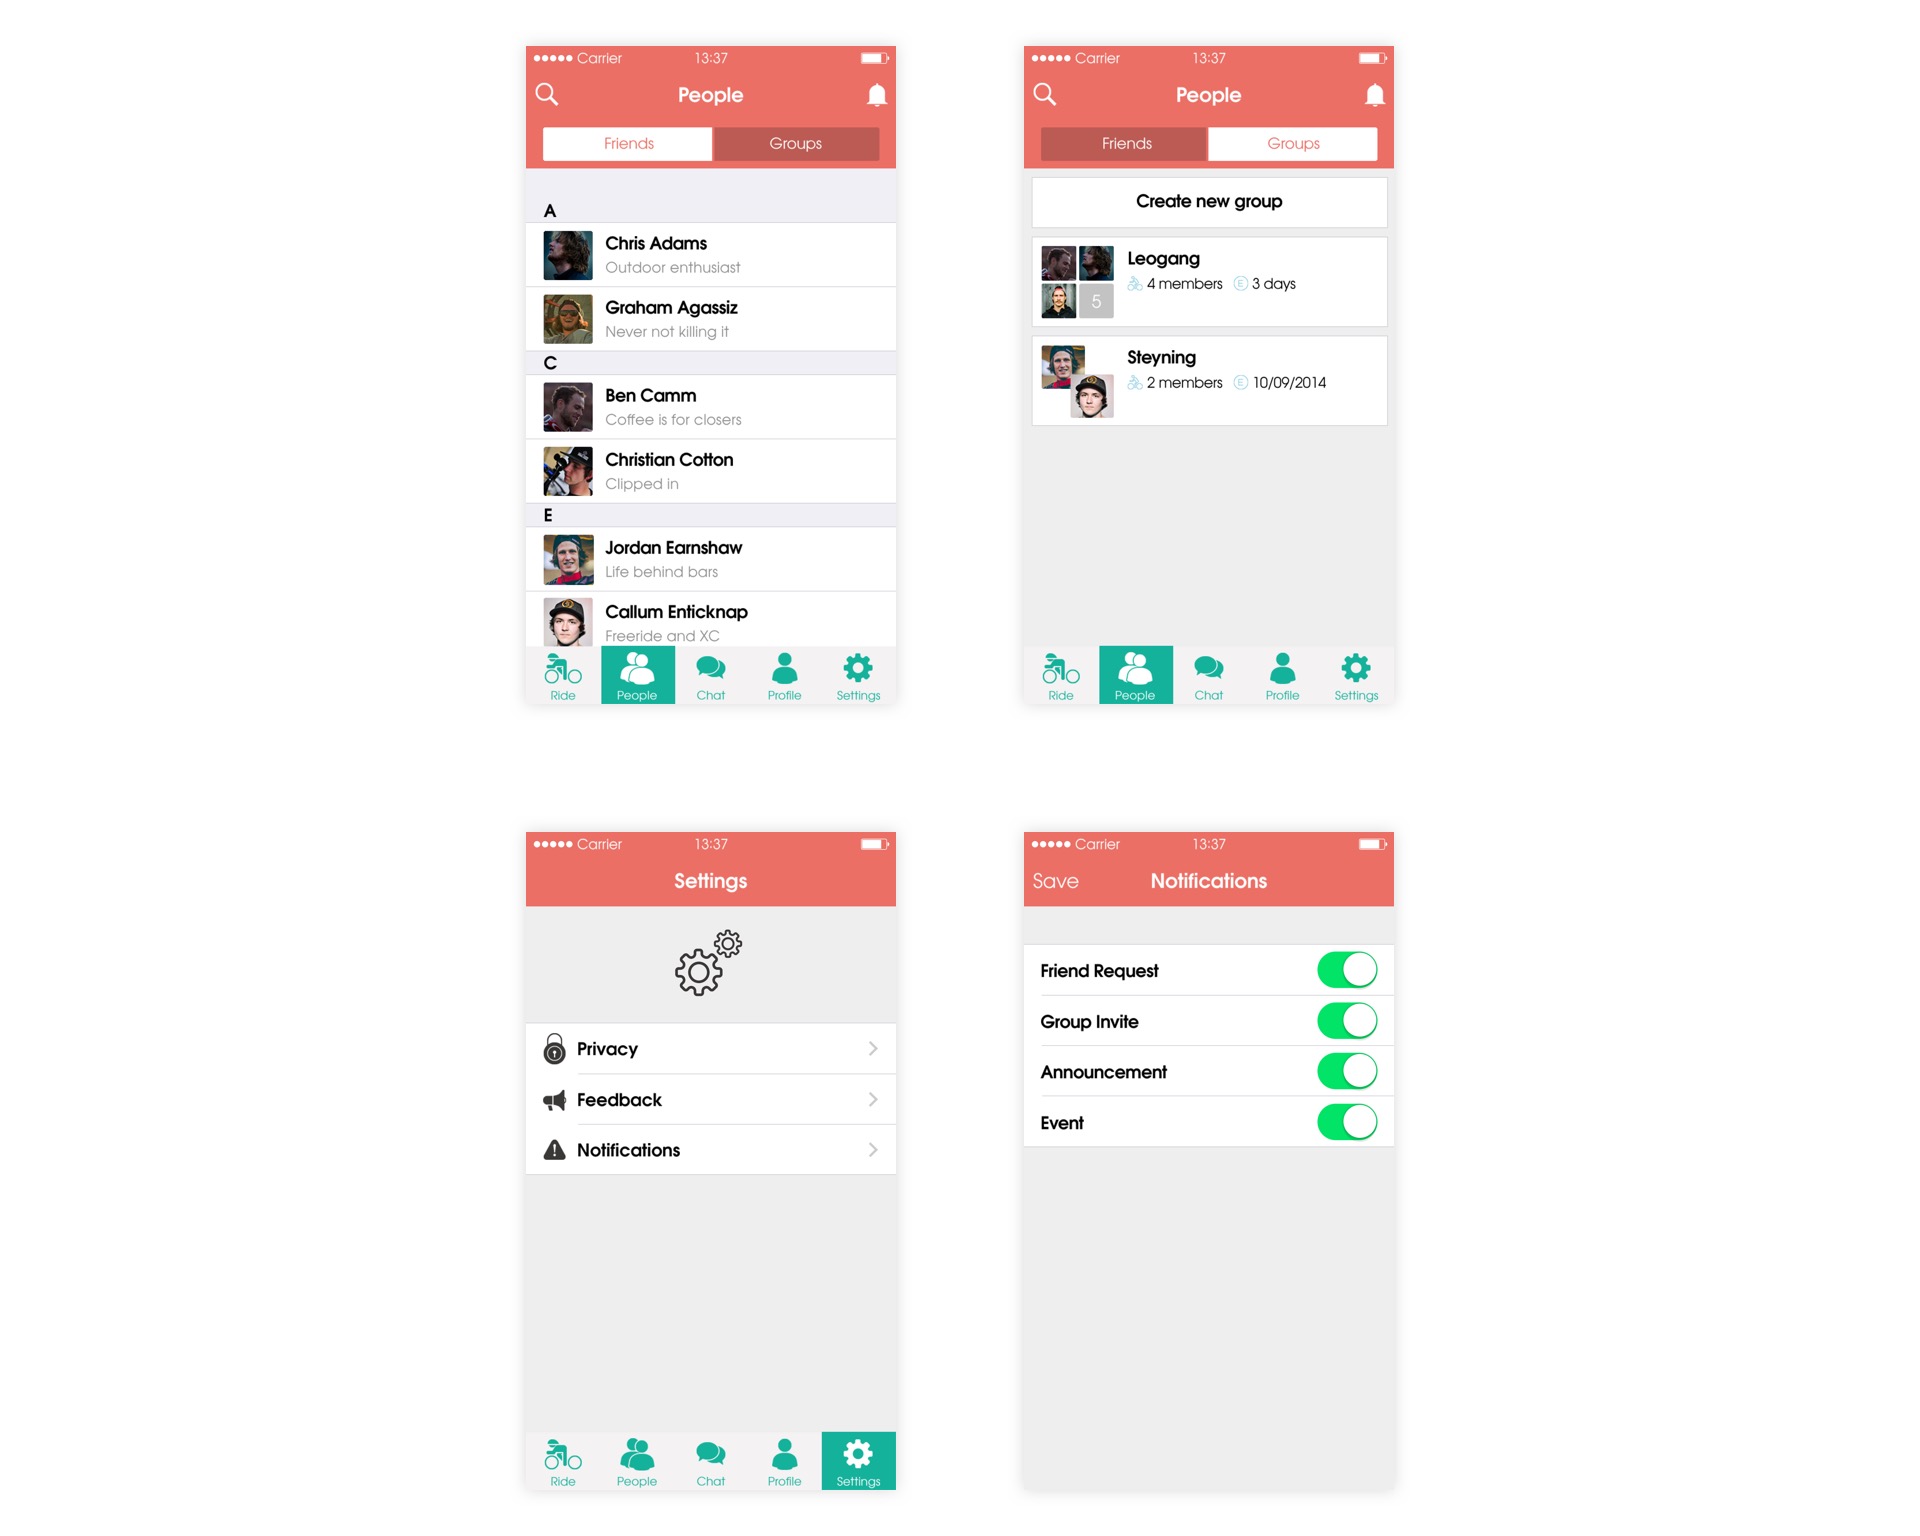 Carrier 13:37
People
Friends Groups
A
Chris Adams
Outdoor enthusiast
Graham Agassiz
Never not killing it
C
Ben Camm
Coffee is for closers
Christian Cotton
Clipped in
E
Jordan Earnshaw
Life behind bars
Callum Enticknap
Freeride and XC
Ride People Chat Profile Settings
Carrier 13:37
People
Friends Groups
Create new group
Leogang
4 members E 3 days
5
Steyning
2 members E 10/09/2014
Ride People Chat Profile Settings
Carrier 13:37
Settings
Privacy
Feedback
Notifications
Ride People Chat Profile Settings
Carrier 13:37
Save Notifications
Friend Request
Group Invite
Announcement
Event